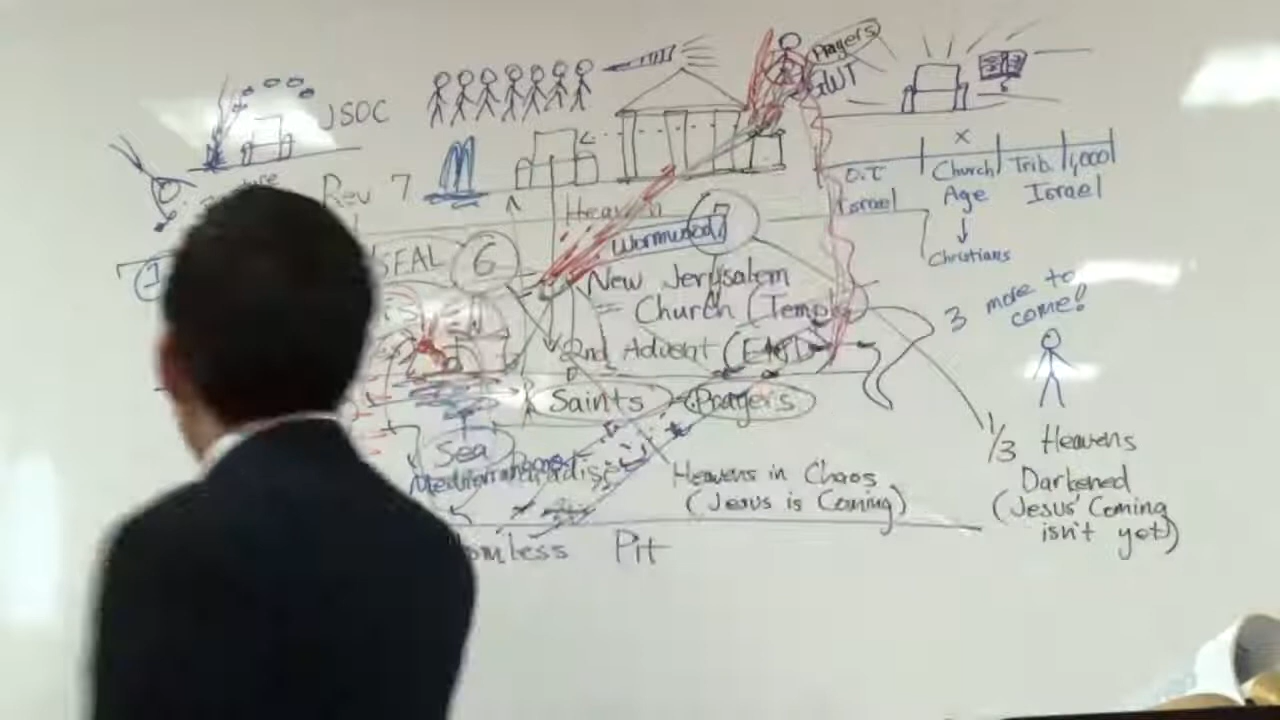 JSOC
Prayers
GWT
Rev 7
Heaven
Wormwood
7
SEAL 6
New Jerusalem
= Church (Temple
2nd Advent (
Saints
Prayers
Sea
Mediterranean
Paradise
Heavens in Chaos
(Jesus is Coming)
Pit
X
O.T
Israel
Church
Age
Trib.
1,000
Israel
Christians
3 more to
come!
1/3 Heavens
Darkened
(Jesus' Coming
isn't yet)